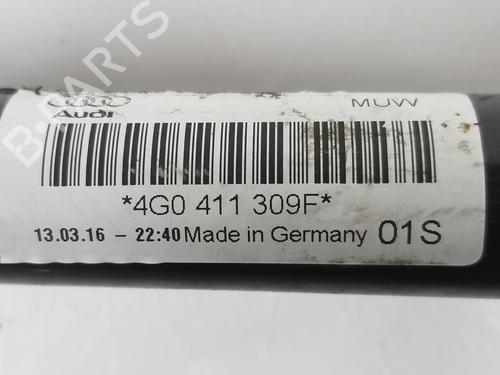 B-PARTS
Audi
MUW
*4G0 411 309F*
13.03.16 – 22:40 Made in Germany 01S